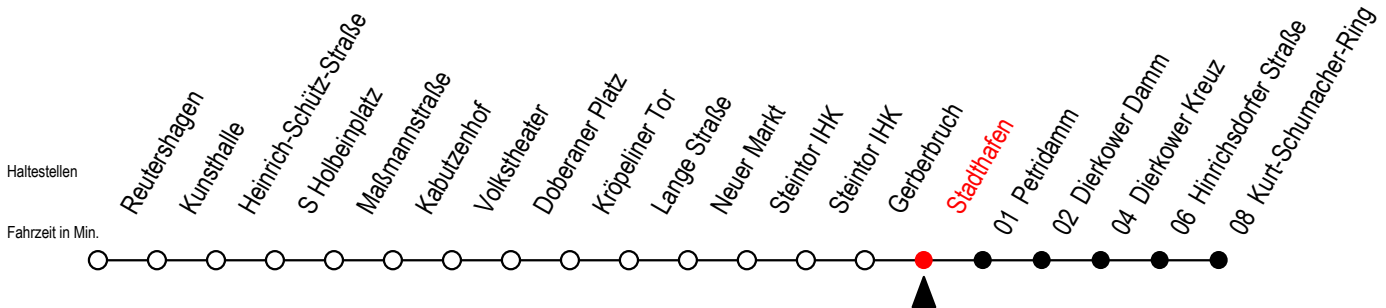 Haltestellen
Fahrzeit in Min.
Reutershagen
Kunsthalle
Heinrich-Schütz-Straße
S Holbeinplatz
Maßmannstraße
Kabutzenhof
Volkstheater
Doberaner Platz
Kröpeliner Tor
Lange Straße
Neuer Markt
Steintor IHK
Steintor IHK
Gerberbruch
Stadthafen
01 Petridamm
02 Dierkower Damm
04 Dierkower Kreuz
06 Hinrichsdorfer Straße
08 Kurt-Schumacher-Ring